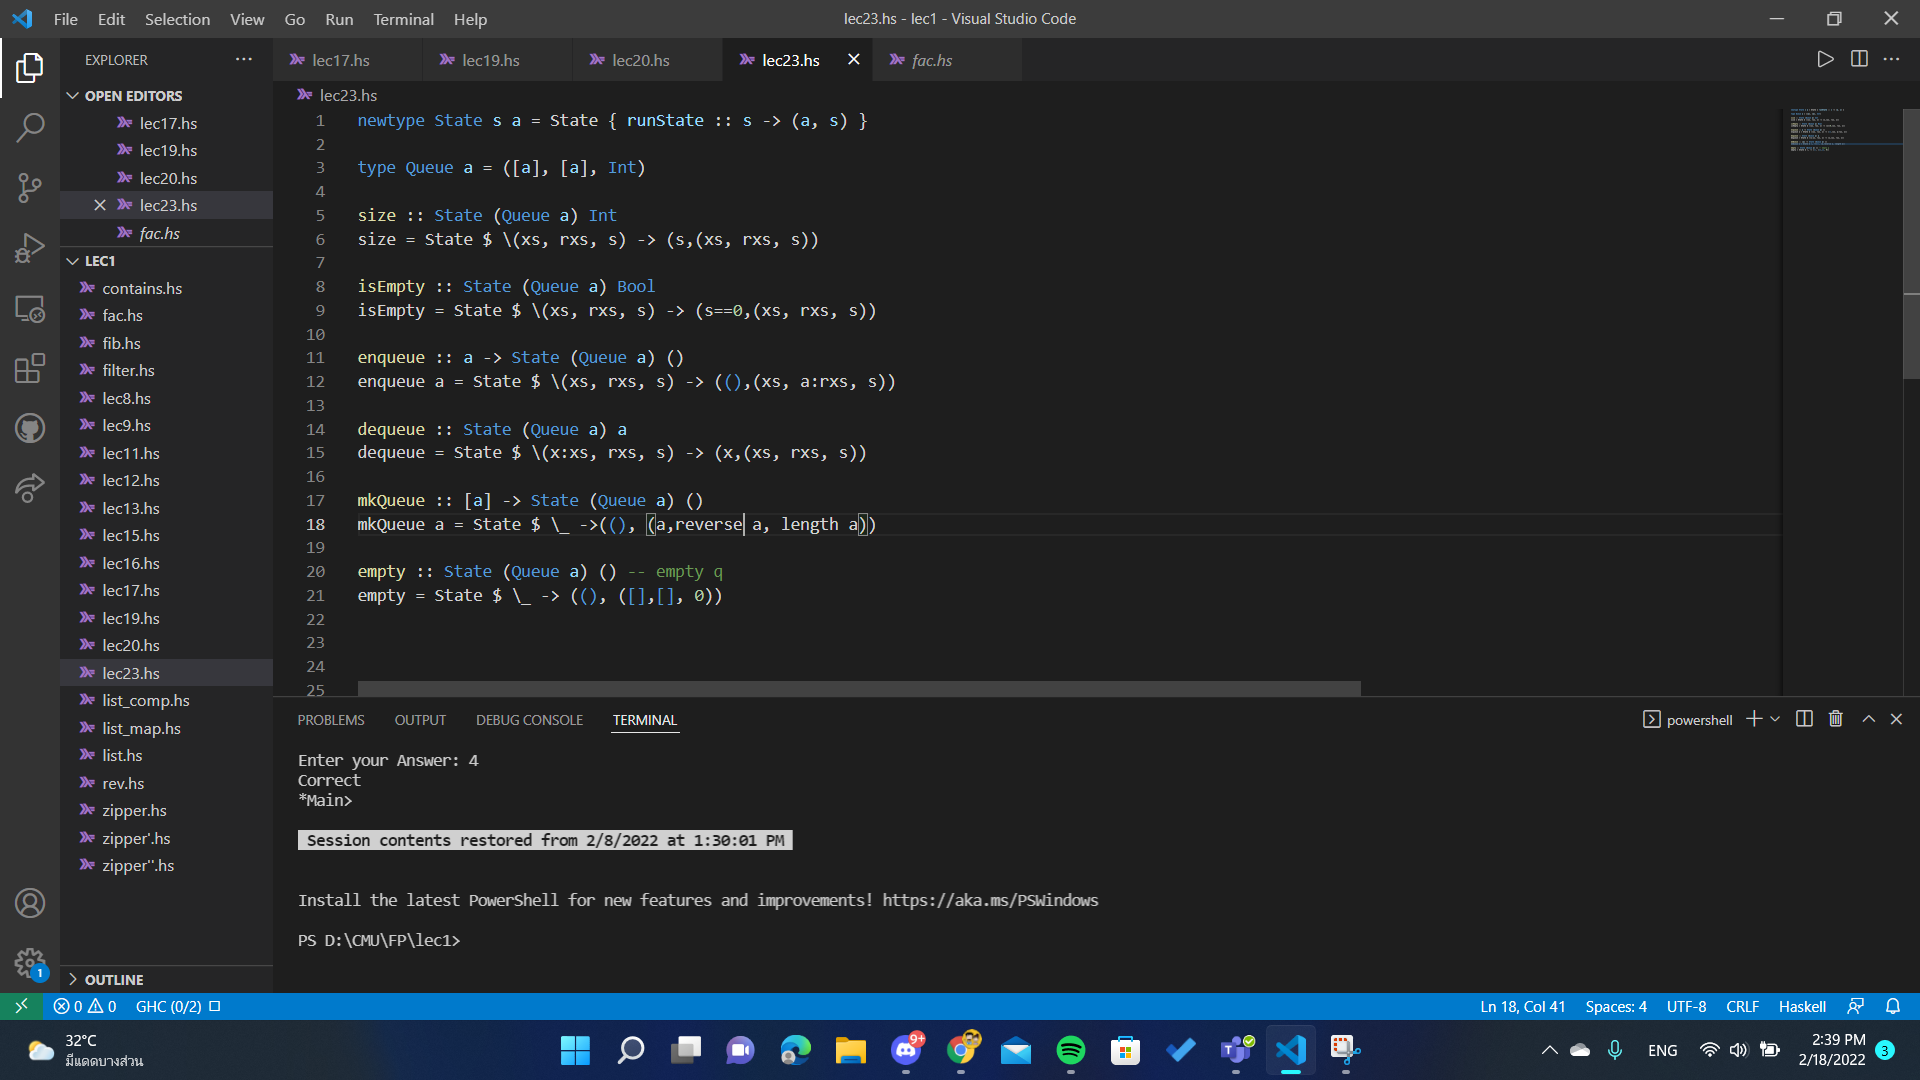 File Edit Selection View Go Run Terminal Help
lec23.hs - lec1 - Visual Studio Code
EXPLORER
OPEN EDITORS
lec17.hs
lec19.hs
lec20.hs
lec23.hs
fac.hs
LEC1
contains.hs
fac.hs
fib.hs
filter.hs
lec8.hs
lec9.hs
lec11.hs
lec12.hs
lec13.hs
lec15.hs
lec16.hs
lec17.hs
lec19.hs
lec20.hs
lec23.hs
list_comp.hs
list_map.hs
list.hs
rev.hs
zipper.hs
zipper'.hs
zipper''.hs
OUTLINE
1
lec17.hs lec19.hs lec20.hs lec23.hs fac.hs
lec23.hs
1 newtype State s a = State { runState :: s -> (a, s) }
2
3 type Queue a = ([a], [a], Int)
4
5 size :: State (Queue a) Int
6 size = State $ \(xs, rxs, s) -> (s,(xs, rxs, s))
7
8 isEmpty :: State (Queue a) Bool
9 isEmpty = State $ \(xs, rxs, s) -> (s==0,(xs, rxs, s))
10
11 enqueue :: a -> State (Queue a) ()
12 enqueue a = State $ \(xs, rxs, s) -> ((),(xs, a:rxs, s))
13
14 dequeue :: State (Queue a) a
15 dequeue = State $ \(x:xs, rxs, s) -> (x,(xs, rxs, s))
16
17 mkQueue :: [a] -> State (Queue a) ()
18 mkQueue a = State $ \_ ->((), (a,reverse a, length a))
19
20 empty :: State (Queue a) () -- empty q
21 empty = State $ \_ -> ((), ([],[], 0))
22
23
24
25
PROBLEMS OUTPUT DEBUG CONSOLE TERMINAL
powershell
Enter your Answer: 4
Correct
*Main>
Session contents restored from 2/8/2022 at 1:30:01 PM
Install the latest PowerShell for new features and improvements! https://aka.ms/PSWindows
PS D:\CMU\FP\lec1>
0 0 GHC (0/2)
Ln 18, Col 41 Spaces: 4 UTF-8 CRLF Haskell
32°C
มีแดดบางส่วน
9+
ENG
2:39 PM
2/18/2022
3